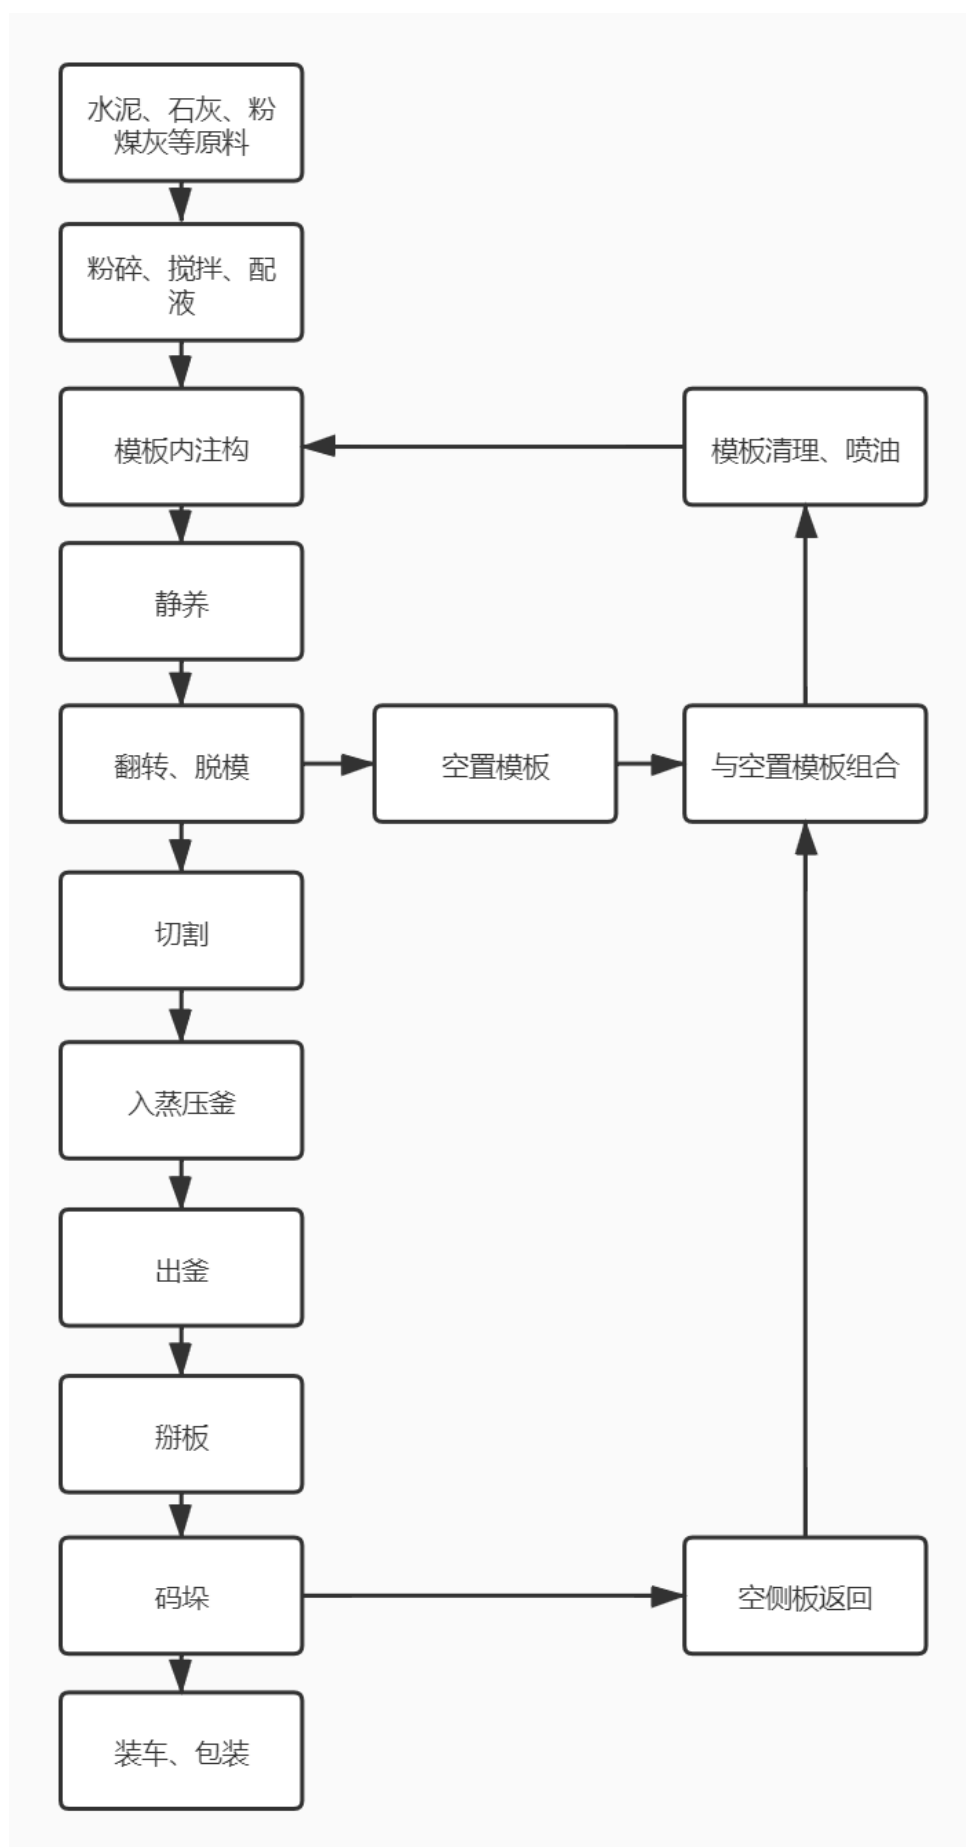 水泥、石灰、粉
煤灰等原料
粉碎、搅拌、配
液
模板内注构
模板清理、喷油
静养
翻转、脱模
空置模板
与空置模板组合
切割
入蒸压釜
出釜
掰板
码垛
空侧板返回
装车、包装